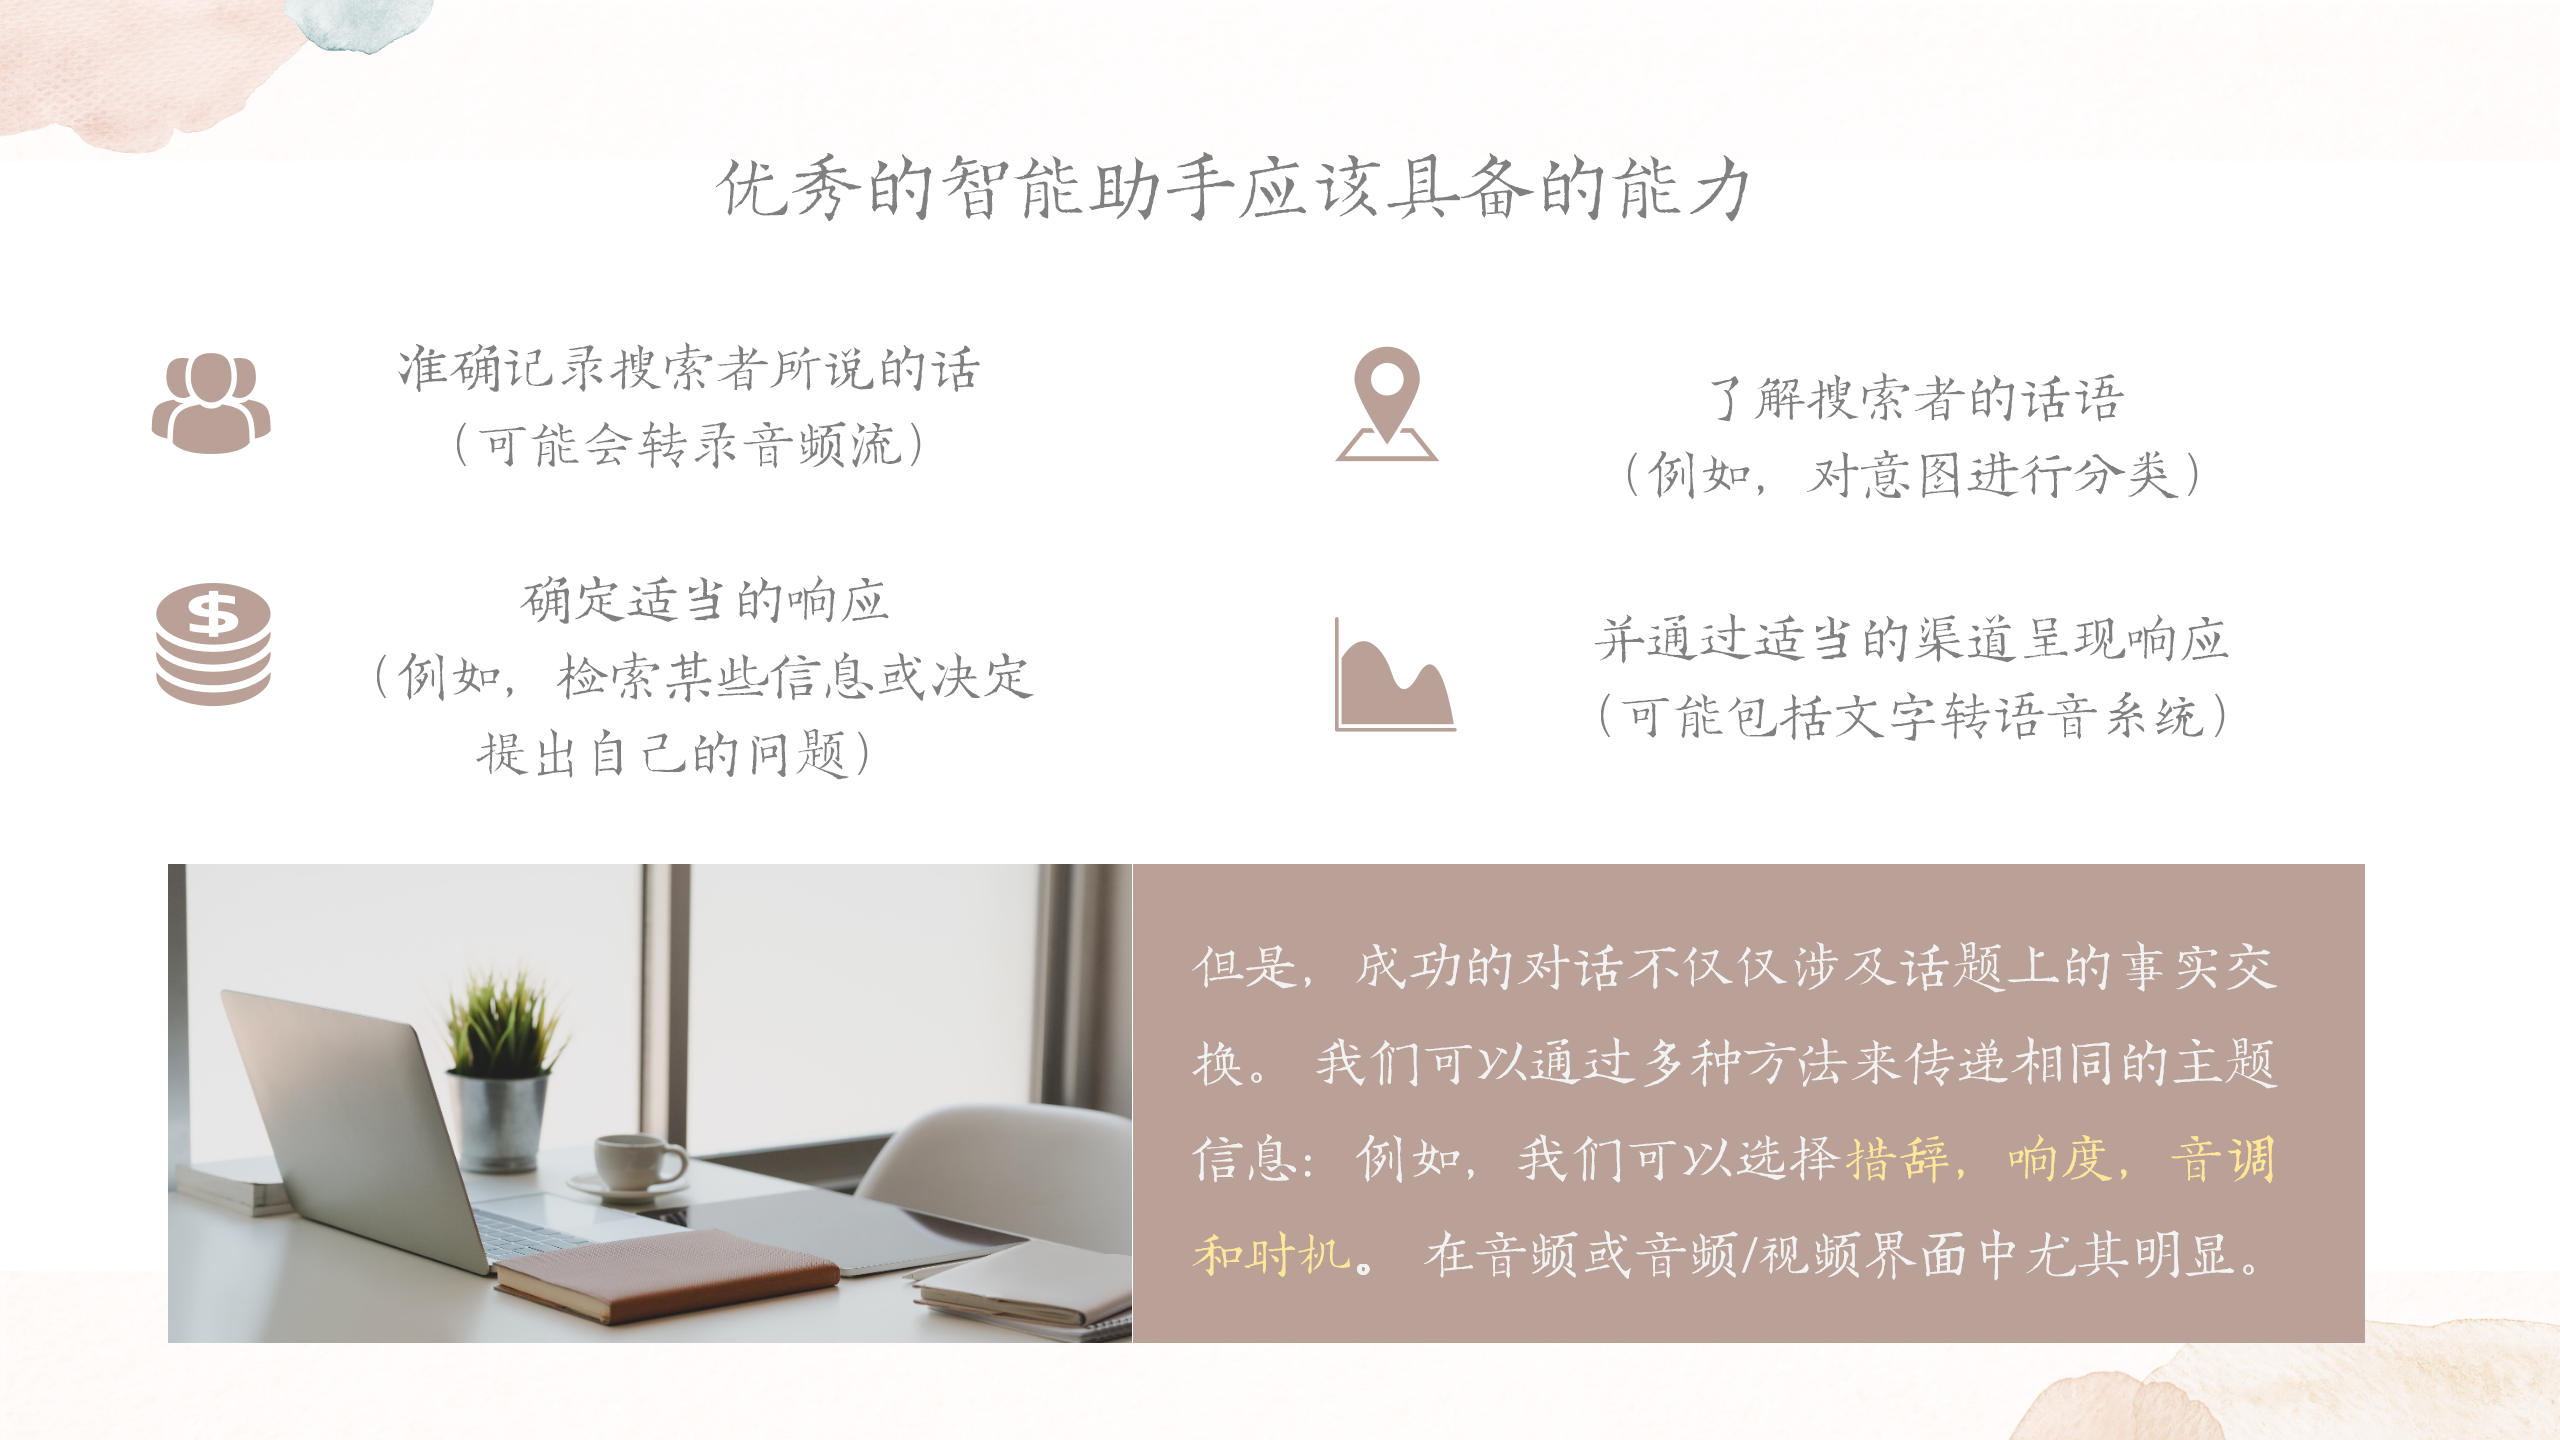 优秀的智能助手应该具备的能力
准确记录搜索者所说的话
（可能会转录音频流）
了解搜索者的话语
（例如，对意图进行分类）
确定适当的响应
（例如，检索某些信息或决定
提出自己的问题）
并通过适当的渠道呈现响应
（可能包括文字转语音系统）
但是，成功的对话不仅仅涉及话题上的事实交
换。 我们可以通过多种方法来传递相同的主题
信息：例如，我们可以选择措辞，响度，音调
和时机。 在音频或音频/视频界面中尤其明显。